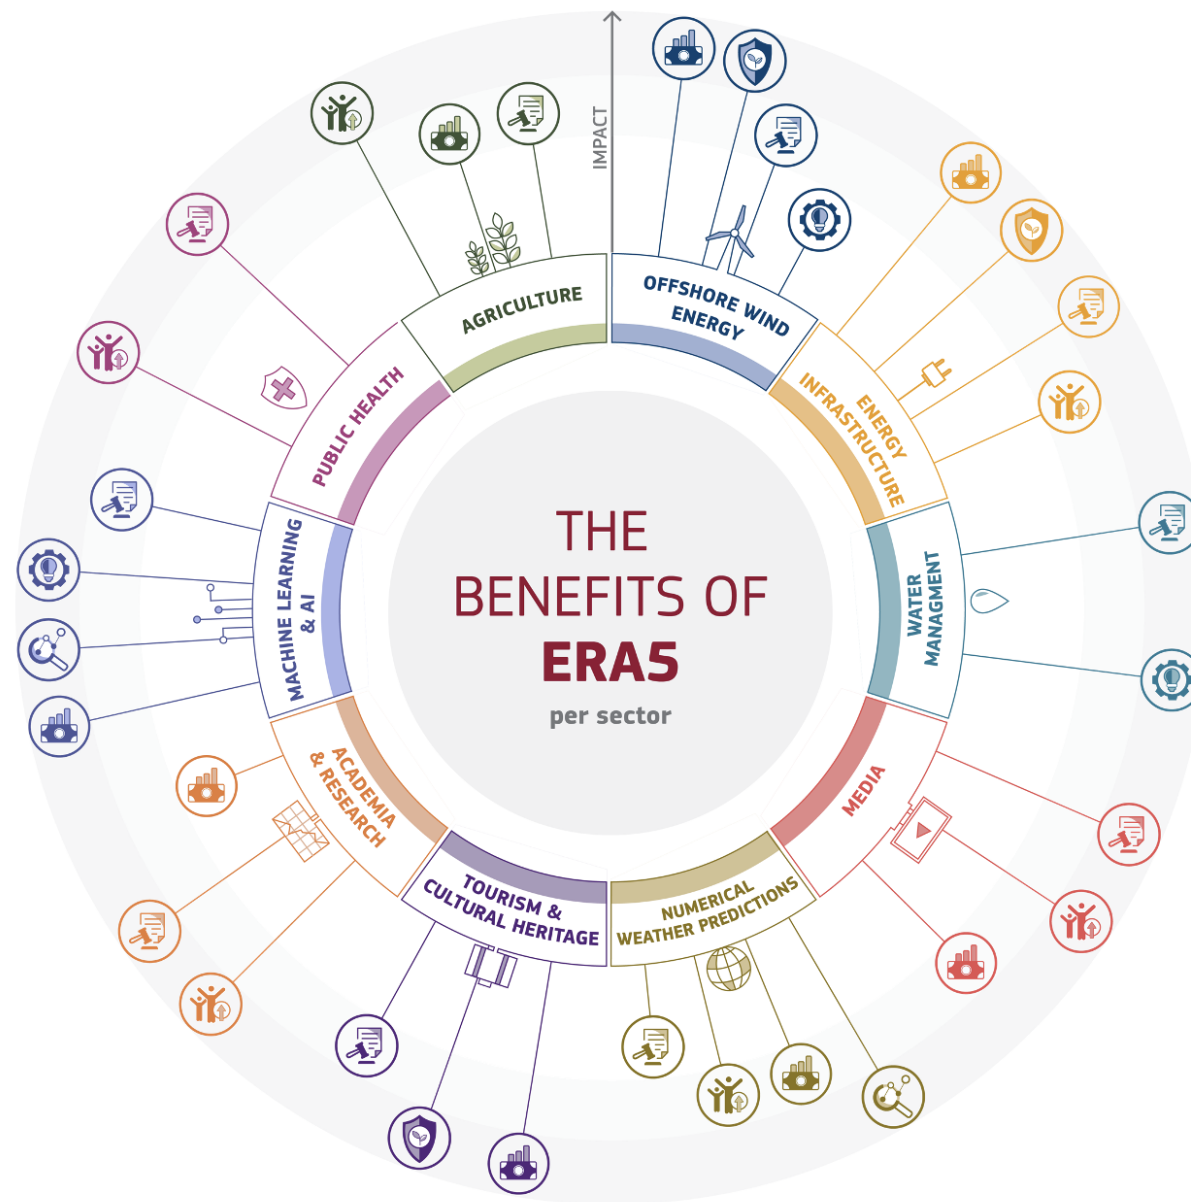 IMPACT
OFFSHORE WIND
ENERGY
ENERGY
INFRASTRUCTURE
WATER
MANAGMENT
MEDIA
NUMERICAL
WEATHER PREDICTIONS
TOURISM &
CULTURAL HERITAGE
ACADEMIA
& RESEARCH
MACHINE LEARNING
& AI
PUBLIC HEALTH
AGRICULTURE
THE
BENEFITS OF
ERA5
per sector